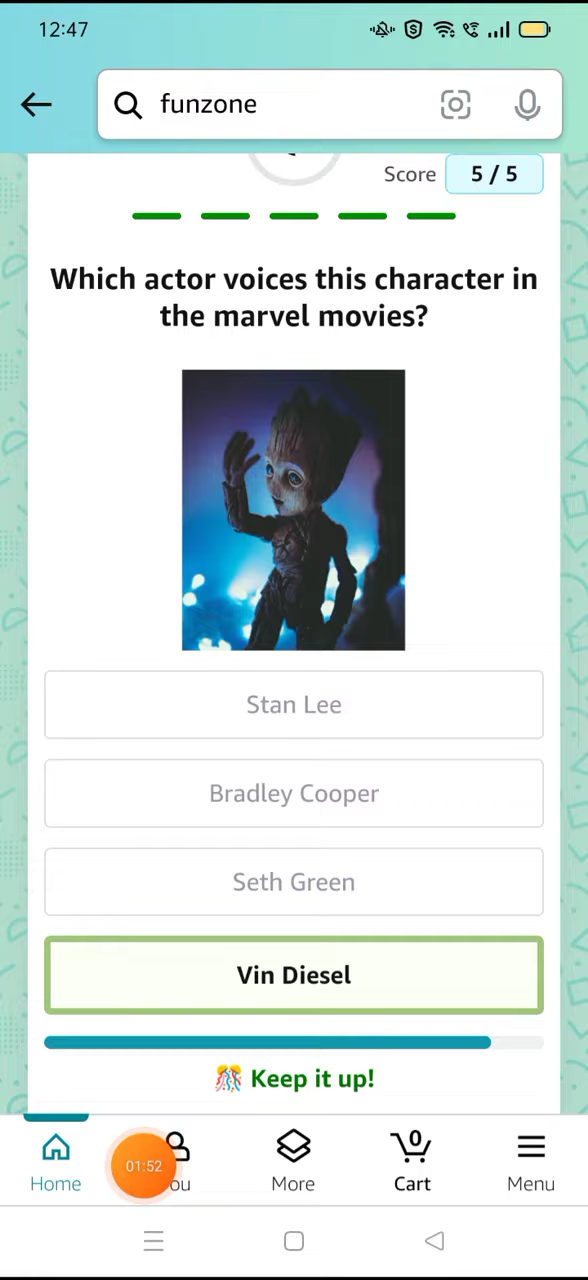 12:47
funzone
Score 5 / 5
Which actor voices this character in
the marvel movies?
Stan Lee
Bradley Cooper
Seth Green
Vin Diesel
🎊 Keep it up!
0
01:52
Home ou More Cart Menu